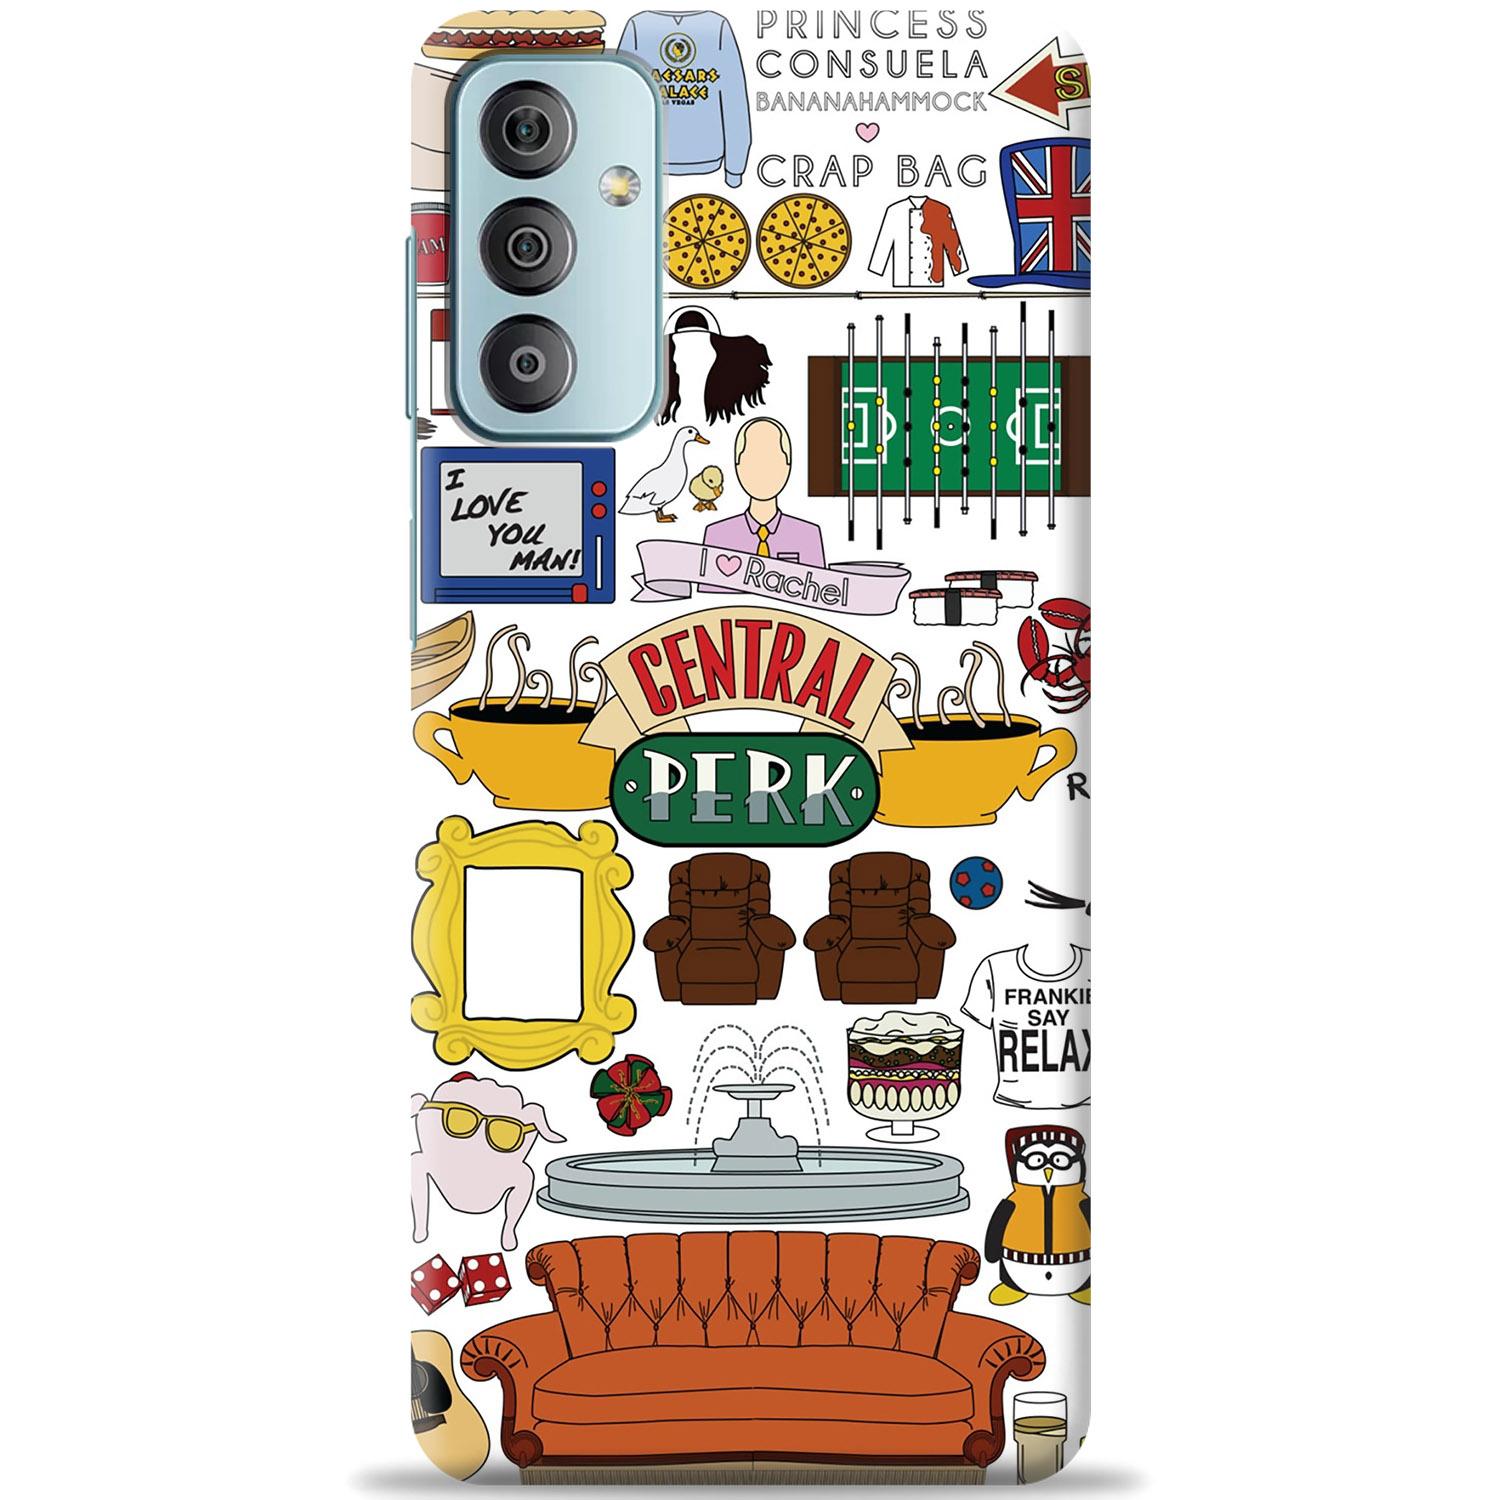 PRINCESS
CONSUELA
BANANAHAMMOCK
CRAP BAG
I
LOVE
YOU
MAN!
I ♥ Rachel
CENTRAL
PERK
FRANKIE
SAY
RELAX